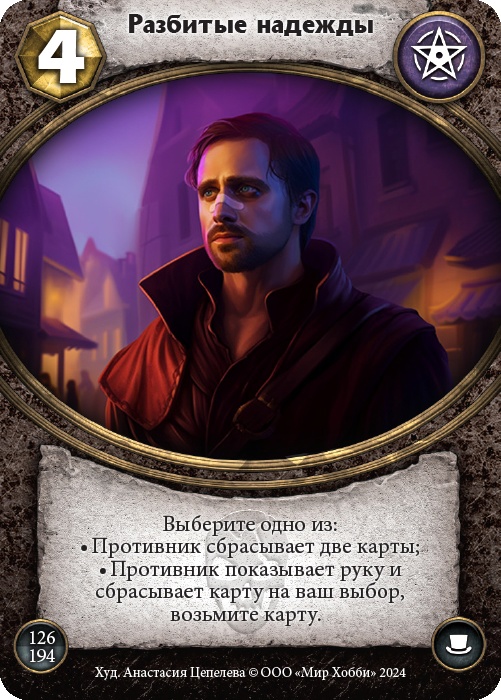 4
Разбитые надежды
Выберите одно из:
• Противник сбрасывает две карты;
• Противник показывает руку и
сбрасывает карту на ваш выбор,
возьмите карту.
126
194
Худ. Анастасия Цепелева © ООО «Мир Хобби» 2024